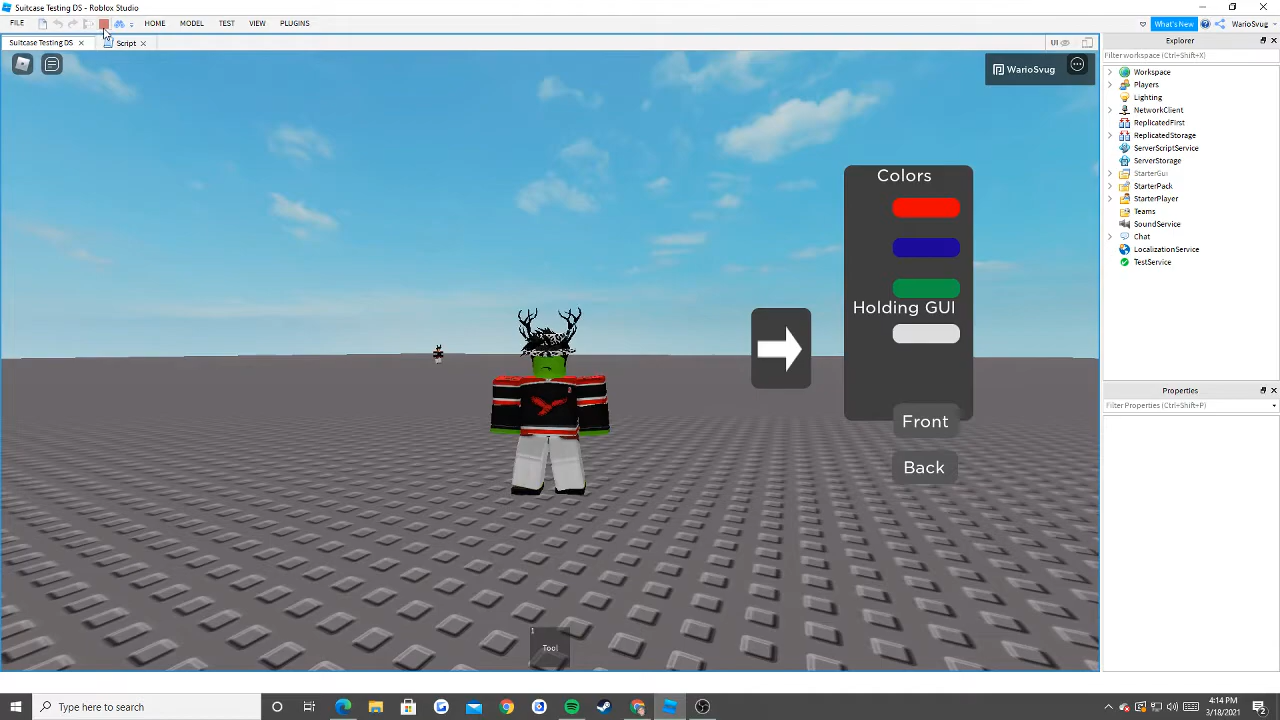 Suitcase Testing DS - Roblox Studio
FILE HOME MODEL TEST VIEW PLUGINS What's New WarioSvug
Suitcase Testing DS Script UI Explorer
Filter workspace (Ctrl+Shift+X)
WarioSvug
Workspace
Players
Lighting
NetworkClient
ReplicatedFirst
ReplicatedStorage
ServerScriptService
ServerStorage
StarterGui
StarterPack
StarterPlayer
Teams
SoundService
Chat
LocalizationService
TestService
Colors
Holding GUI
Front
Back
Properties
Filter Properties (Ctrl+Shift+P)
1
Tool
Type here to search
4:14 PM
3/18/2021
2